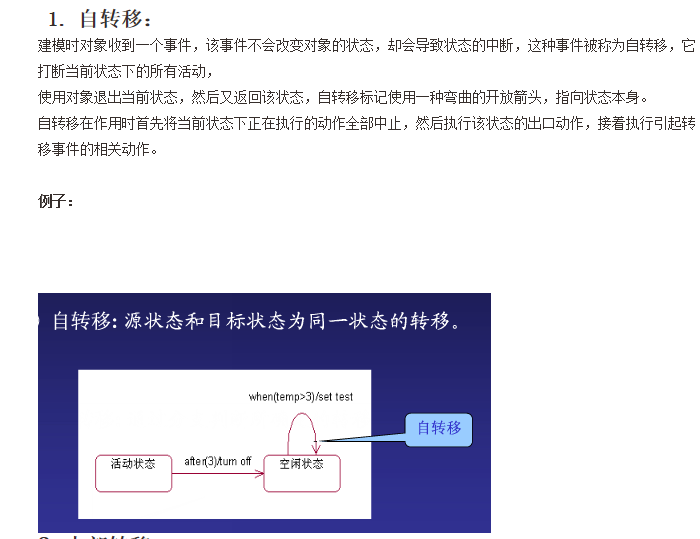 1. 自转移：
建模时对象收到一个事件，该事件不会改变对象的状态，却会导致状态的中断，这种事件被称为自转移，它
打断当前状态下的所有活动，
使用对象退出当前状态，然后又返回该状态，自转移标记使用一种弯曲的开放箭头，指向状态本身。
自转移在作用时首先将当前状态下正在执行的动作全部中止，然后执行该状态的出口动作，接着执行引起转
移事件的相关动作。
例子：
自转移：源状态和目标状态为同一状态的转移。
when(temp>3)/set test
自转移
活动状态
after(3)/turn off
空闲状态